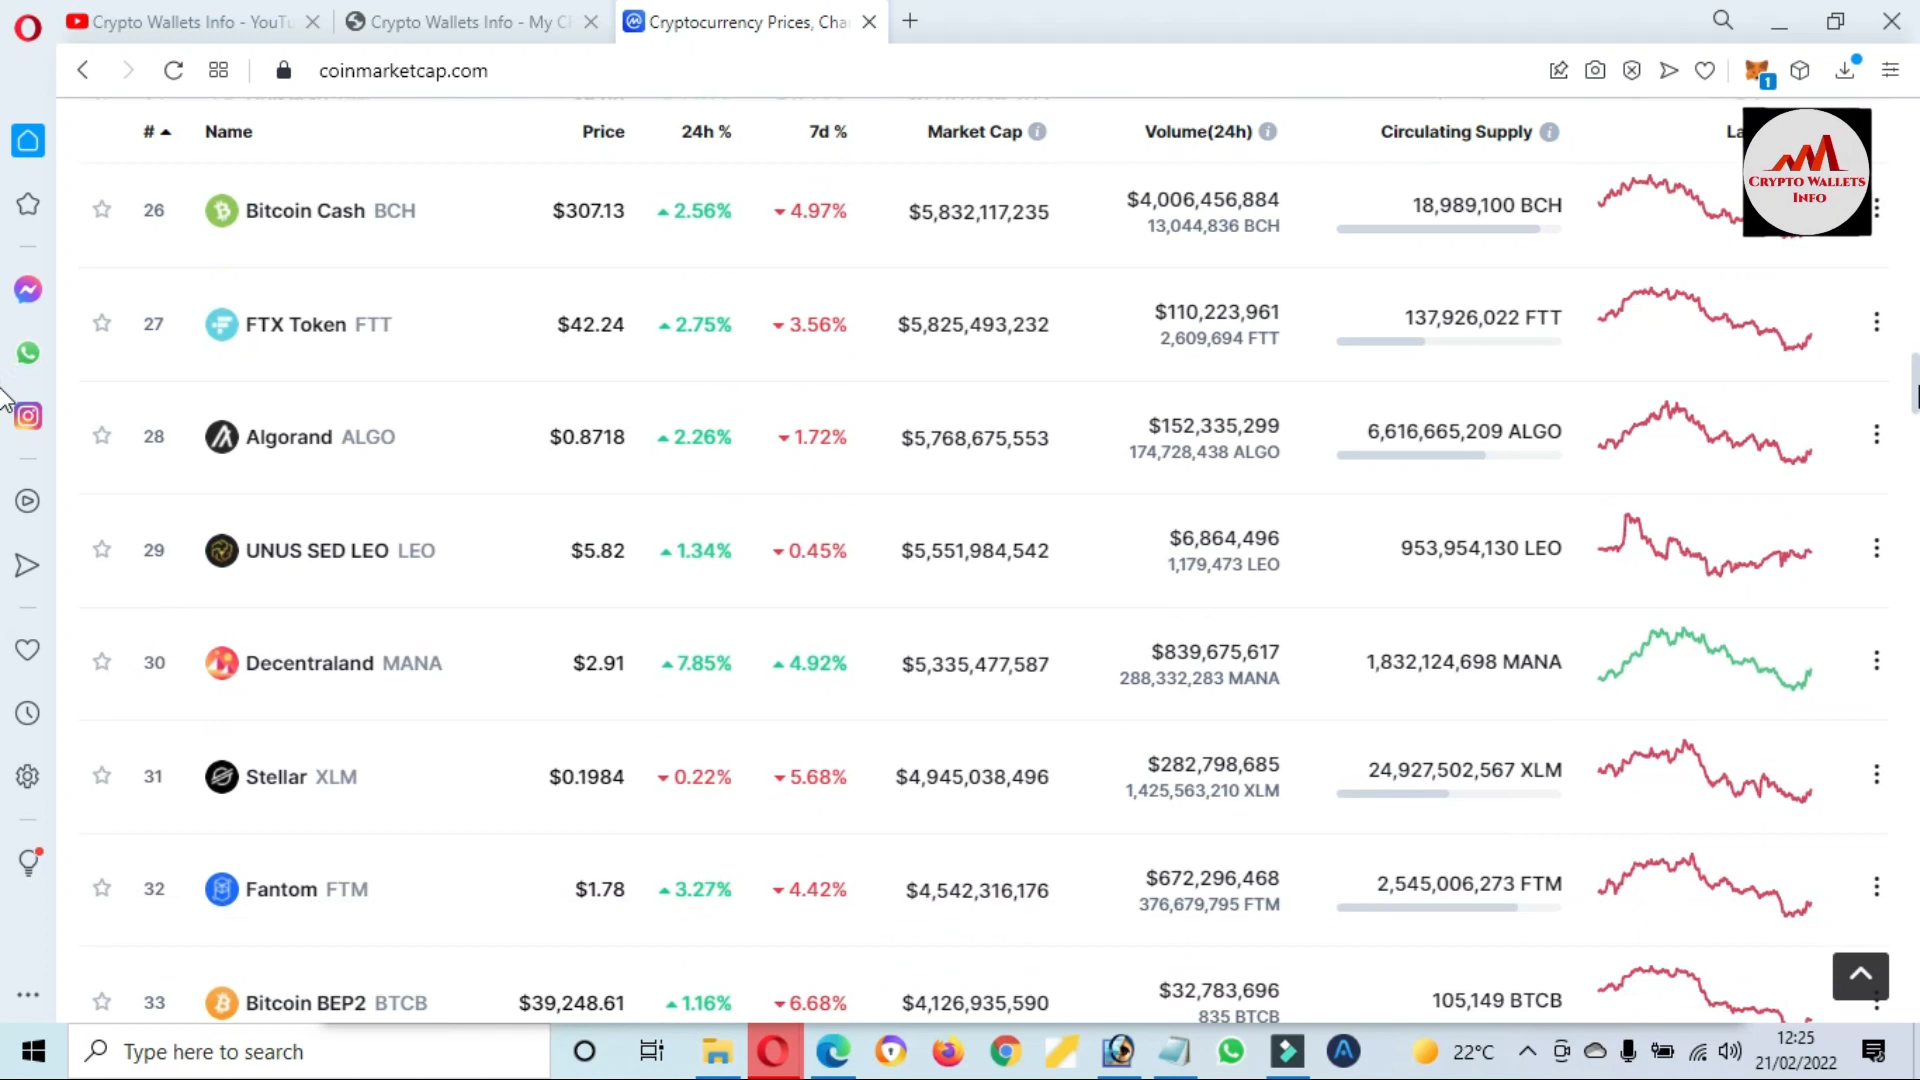 Crypto Wallets Info - YouTu
Crypto Wallets Info - My C
Cryptocurrency Prices, Cha
coinmarketcap.com
1
# Name Price 24h % 7d % Market Cap Volume(24h) Circulating Supply La
CRYPTO WALLETS
INFO
26 Bitcoin Cash BCH $307.13 2.56% 4.97% $5,832,117,235 $4,006,456,884 18,989,100 BCH
13,044,836 BCH
27 FTX Token FTT $42.24 2.75% 3.56% $5,825,493,232 $110,223,961 137,926,022 FTT
2,609,694 FTT
28 Algorand ALGO $0.8718 2.26% 1.72% $5,768,675,553 $152,335,299 6,616,665,209 ALGO
174,728,438 ALGO
29 UNUS SED LEO LEO $5.82 1.34% 0.45% $5,551,984,542 $6,864,496 953,954,130 LEO
1,179,473 LEO
30 Decentraland MANA $2.91 7.85% 4.92% $5,335,477,587 $839,675,617 1,832,124,698 MANA
288,332,283 MANA
31 Stellar XLM $0.1984 0.22% 5.68% $4,945,038,496 $282,798,685 24,927,502,567 XLM
1,425,563,210 XLM
32 Fantom FTM $1.78 3.27% 4.42% $4,542,316,176 $672,296,468 2,545,006,273 FTM
376,679,795 FTM
33 Bitcoin BEP2 BTCB $39,248.61 1.16% 6.68% $4,126,935,590 $32,783,696 105,149 BTCB
835 BTCB
Type here to search
22°C
12:25
21/02/2022